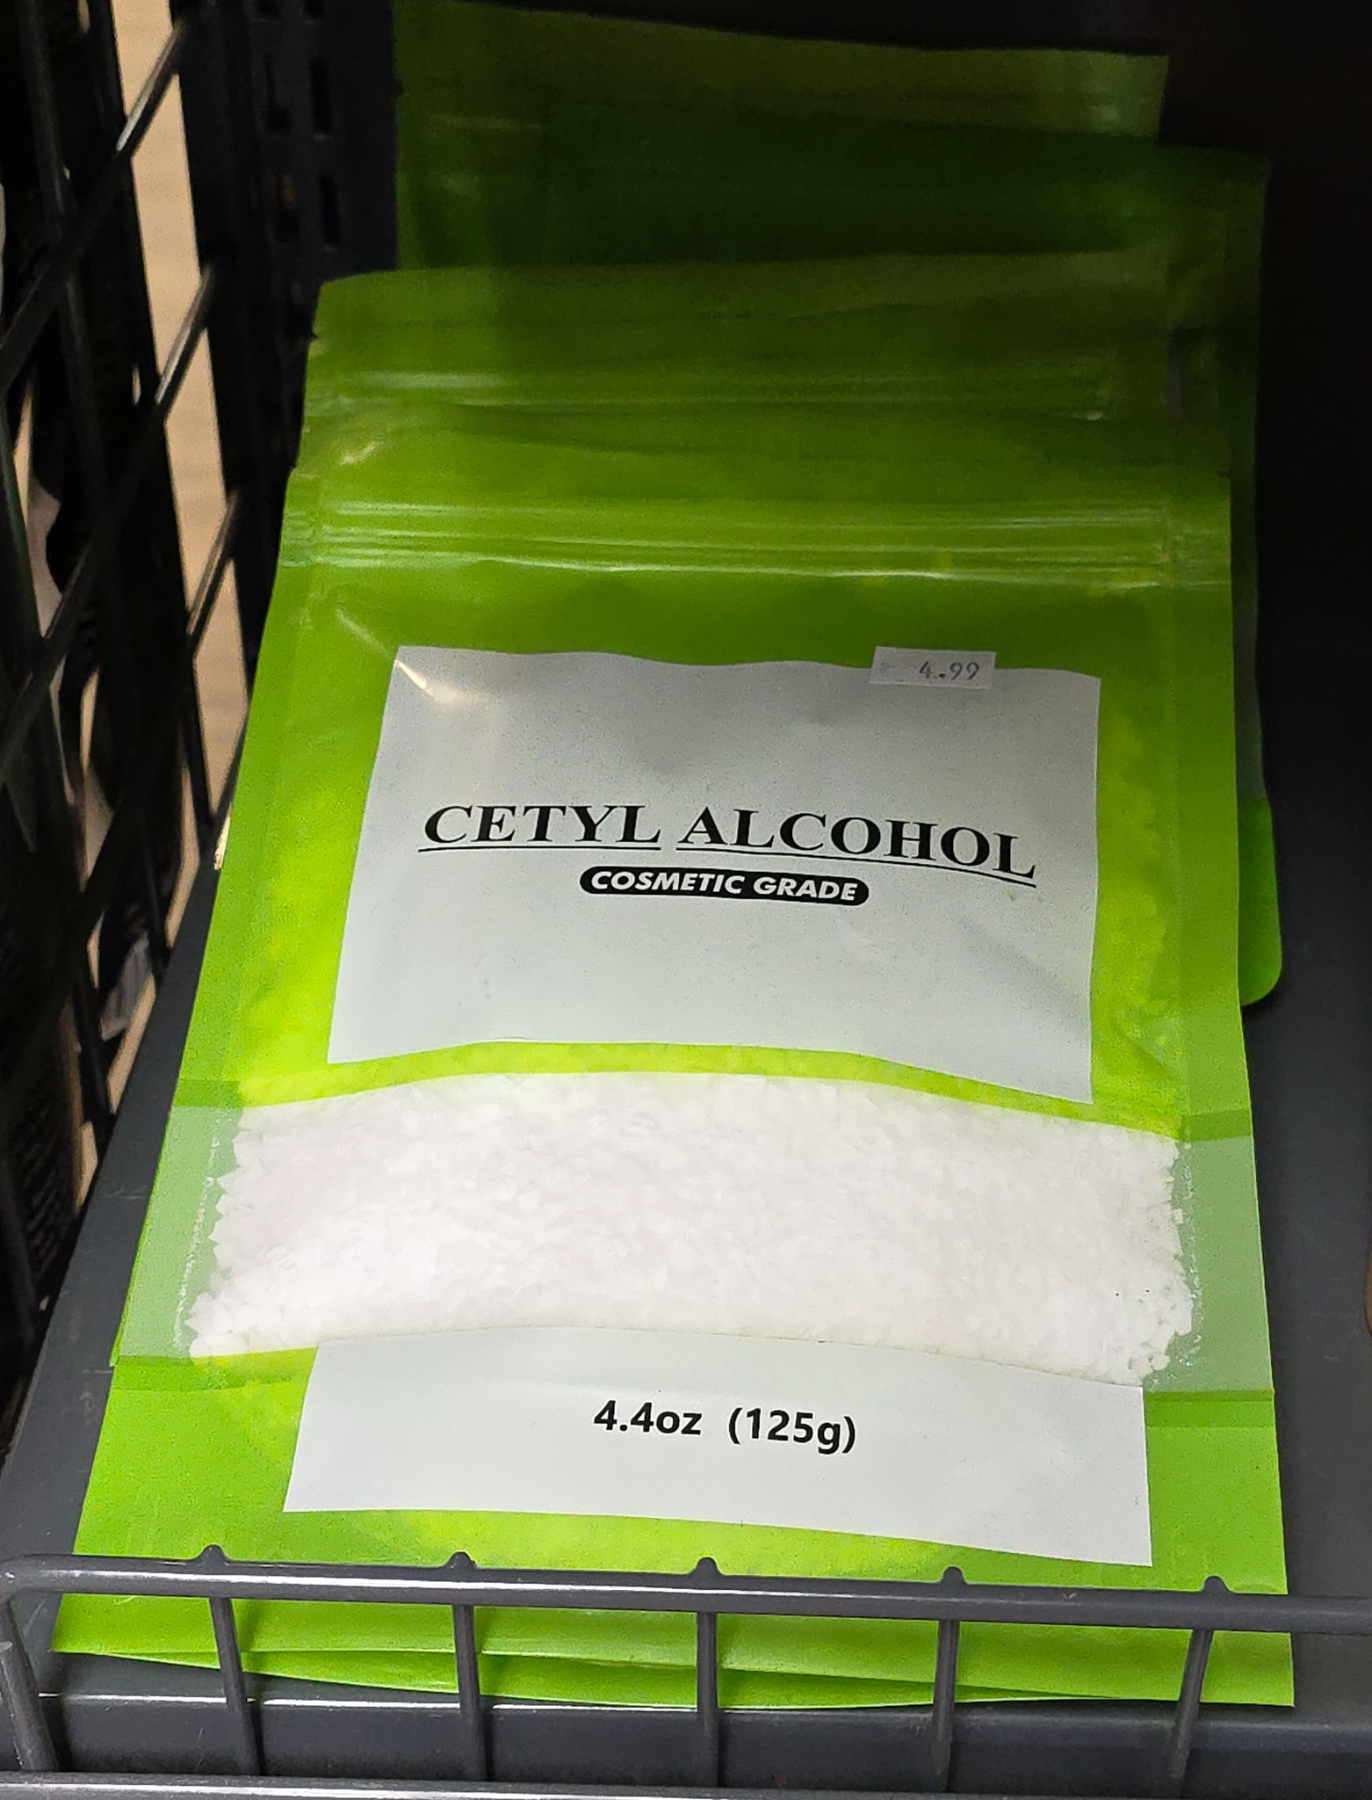 4.99
CETYL ALCOHOL
COSMETIC GRADE
4.4oz (125g)